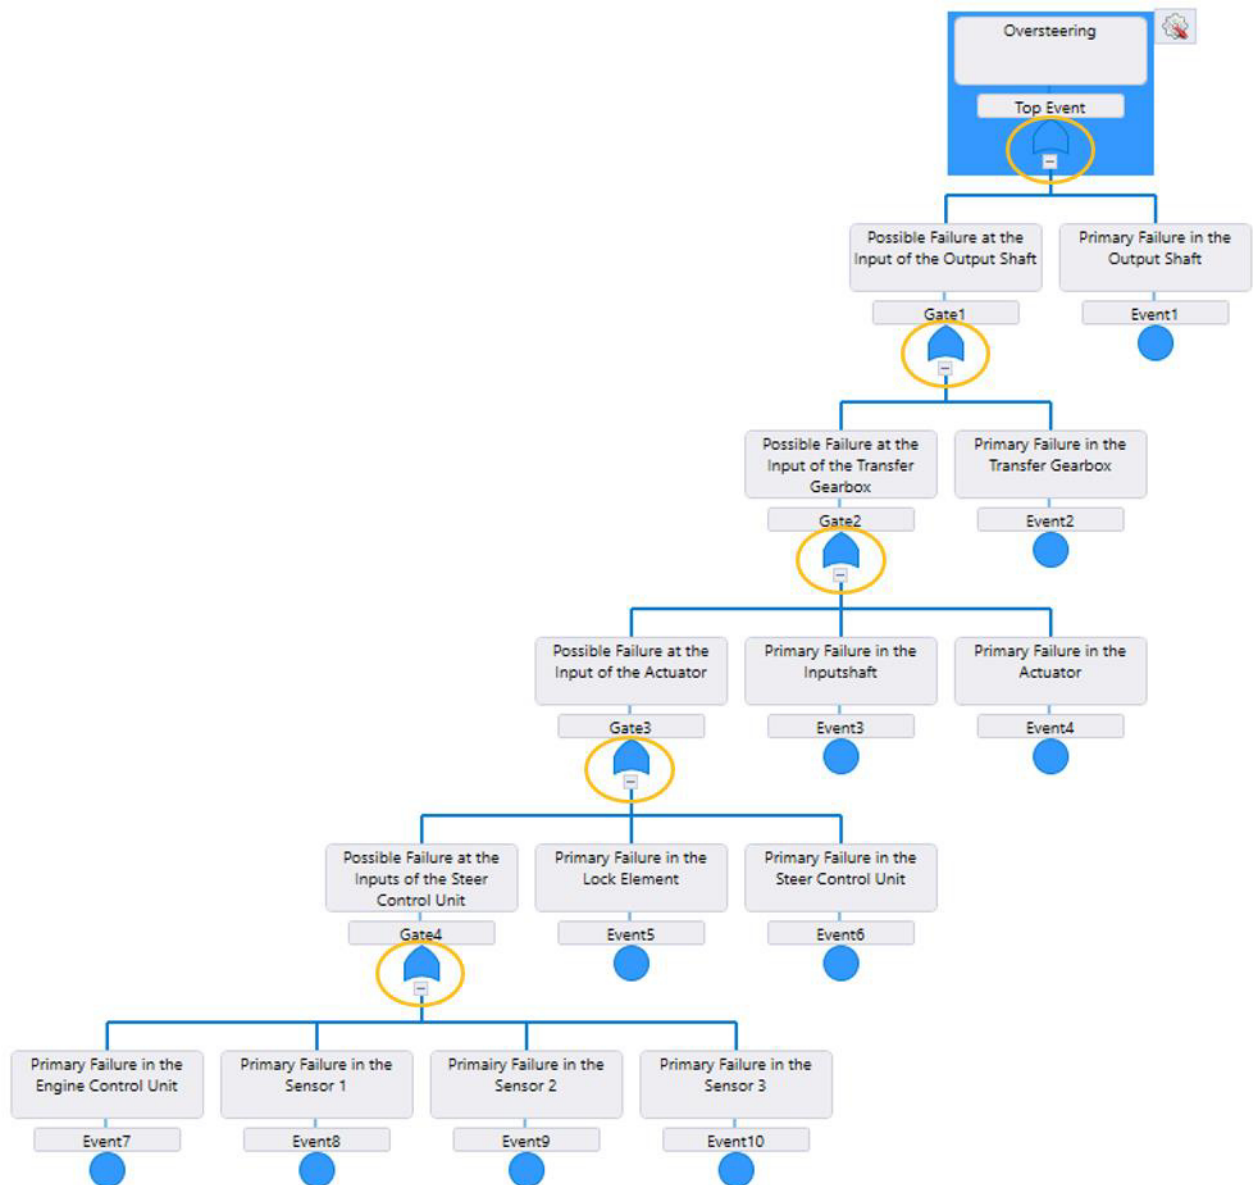 Oversteering
Top Event
Possible Failure at the
Input of the Output Shaft
Gate1
Primary Failure in the
Output Shaft
Event1
Possible Failure at the
Input of the Transfer
Gearbox
Gate2
Primary Failure in the
Transfer Gearbox
Event2
Possible Failure at the
Input of the Actuator
Gate3
Primary Failure in the
Inputshaft
Event3
Primary Failure in the
Actuator
Event4
Possible Failure at the
Inputs of the Steer
Control Unit
Gate4
Primary Failure in the
Lock Element
Event5
Primary Failure in the
Steer Control Unit
Event6
Primary Failure in the
Engine Control Unit
Event7
Primary Failure in the
Sensor 1
Event8
Primairy Failure in the
Sensor 2
Event9
Primary Failure in the
Sensor 3
Event10